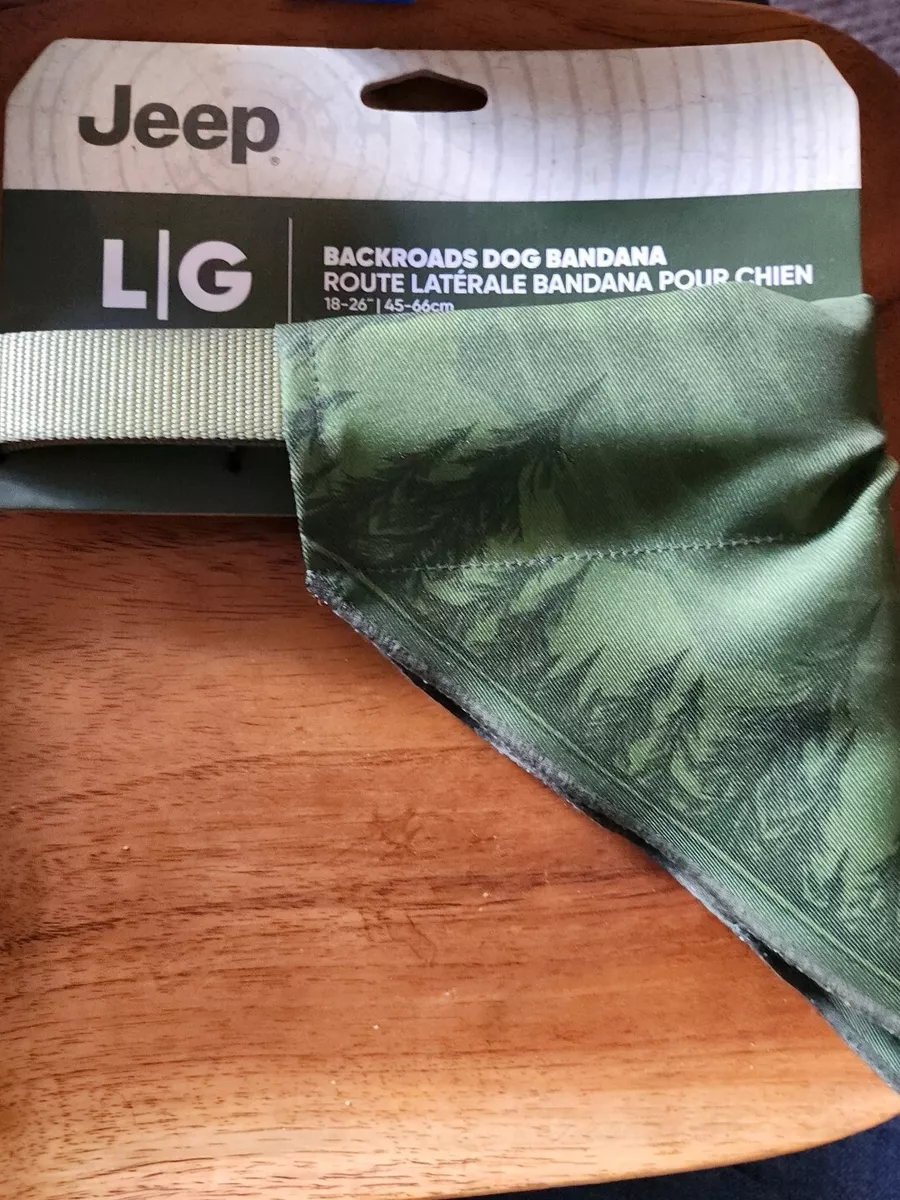 Jeep®
L|G
BACKROADS DOG BANDANA
ROUTE LATÉRALE BANDANA POUR CHIEN
18-26" | 45-66cm